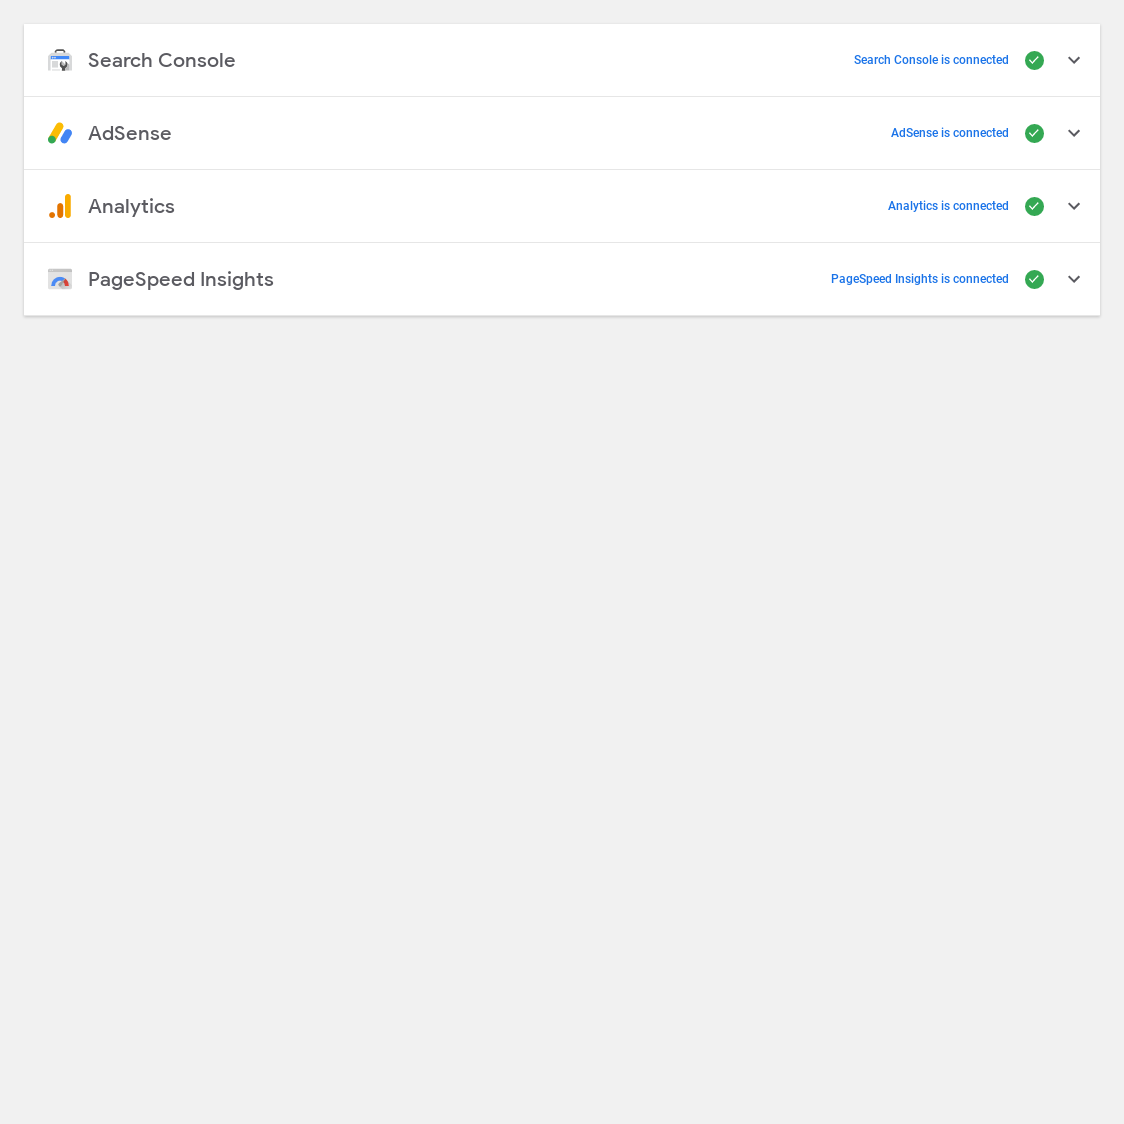 Search Console
Search Console is connected
AdSense
AdSense is connected
Analytics
Analytics is connected
PageSpeed Insights
PageSpeed Insights is connected